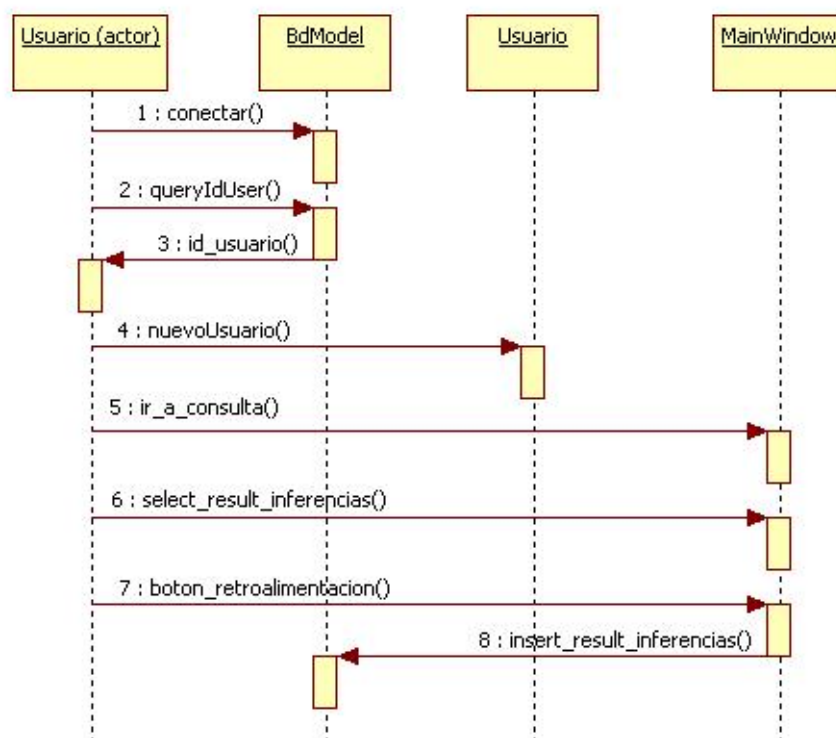 Usuario (actor)
BdModel
Usuario
MainWindow
1 : conectar()
2 : queryIdUser()
3 : id_usuario()
4 : nuevoUsuario()
5 : ir_a_consulta()
6 : select_result_inferencias()
7 : boton_retroalimentacion()
8 : insert_result_inferencias()